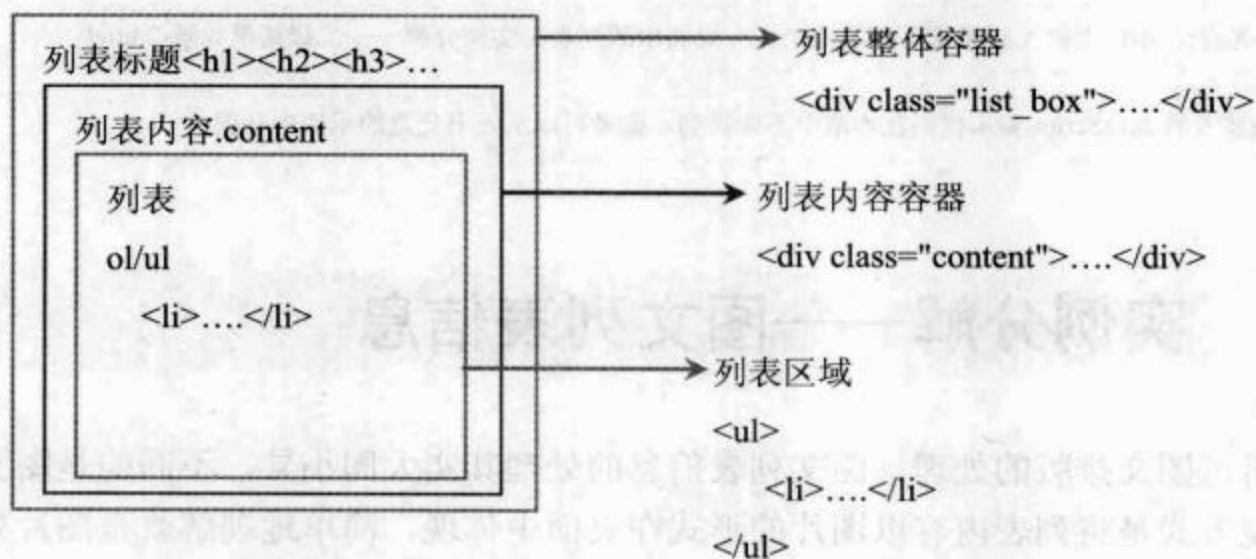 列表标题<h1><h2><h3>…
列表内容.content
列表
ol/ul
<li>….</li>
列表整体容器
<div class="list_box">….</div>
列表内容容器
<div class="content">….</div>
列表区域
<ul>
<li>….</li>
</ul>